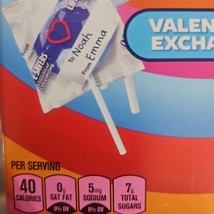 VALEN
EXCHA
To Noah
From Emma
From
PER SERVING
40 CALORIES
0g SAT FAT 0% DV
5mg SODIUM 0% DV
7g TOTAL SUGARS